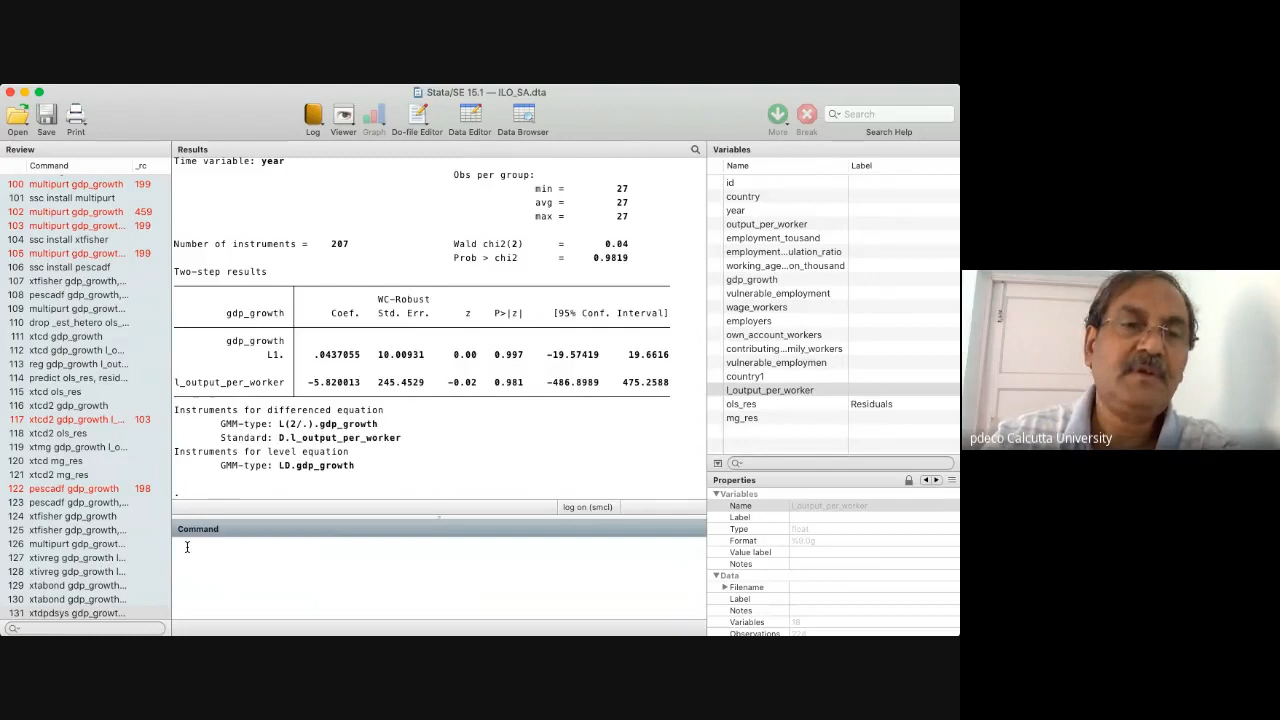 Stata/SE 15.1 — ILO_SA.dta
Open Save Print Log Viewer Graph Do-file Editor Data Editor Data Browser More Break Search Search Help
Review
Command _rc
100 multipurt gdp_growth 199
101 ssc install multipurt
102 multipurt gdp_growth 459
103 multipurt gdp_growth... 199
104 ssc install xtfisher
105 multipurt gdp_growth... 199
106 ssc install pescadf
107 xtfisher gdp_growth,...
108 pescadf gdp_growth,...
109 multipurt gdp_growth...
110 drop _est_hetero ols_...
111 xtcd gdp_growth
112 xtcd gdp_growth l_o...
113 reg gdp_growth l_out...
114 predict ols_res, resid...
115 xtcd ols_res
116 xtcd2 gdp_growth
117 xtcd2 gdp_growth l_... 103
118 xtcd2 ols_res
119 xtmg gdp_growth l_o...
120 xtcd mg_res
121 xtcd2 mg_res
122 pescadf gdp_growth 198
123 pescadf gdp_growth,...
124 xtfisher gdp_growth
125 xtfisher gdp_growth,...
126 multipurt gdp_growt...
127 xtivreg gdp_growth l...
128 xtivreg gdp_growth l...
129 xtabond gdp_growth...
130 xtabond gdp_growth...
131 xtdpdsys gdp_growt...
Results
Time variable: year
Obs per group:
min = 27
avg = 27
max = 27
Number of instruments = 207 Wald chi2(2) = 0.04
Prob > chi2 = 0.9819
Two-step results
WC-Robust
gdp_growth Coef. Std. Err. z P>|z| [95% Conf. Interval]
gdp_growth
L1. .0437055 10.00931 0.00 0.997 -19.57419 19.6616
l_output_per_worker -5.820013 245.4529 -0.02 0.981 -486.8989 475.2588
Instruments for differenced equation
GMM-type: L(2/.).gdp_growth
Standard: D.l_output_per_worker
Instruments for level equation
GMM-type: LD.gdp_growth
.
log on (smcl)
Command
Variables
Name Label
id
country
year
output_per_worker
employment_tousand
employment...ulation_ratio
working_age...on_thousand
gdp_growth
vulnerable_employment
wage_workers
employers
own_account_workers
contributing...mily_workers
vulnerable_employmen
country1
l_output_per_worker
ols_res Residuals
mg_res
Properties
Variables
Name l_output_per_worker
Label
Type float
Format %9.0g
Value label
Notes
Data
Filename
Label
Notes
Variables 18
Observations 224
pdeco Calcutta University